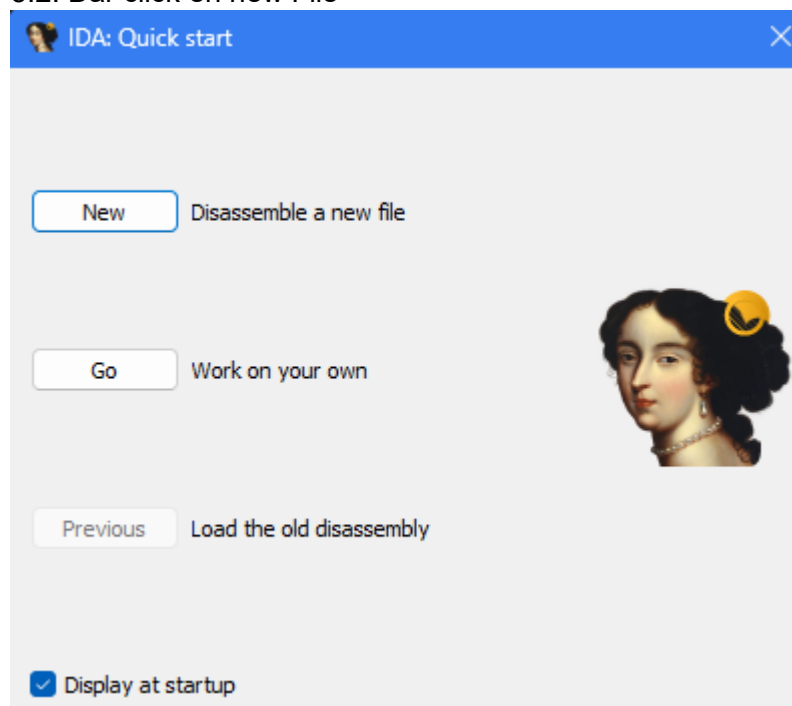 IDA: Quick start
New Disassemble a new file
Go Work on your own
Previous Load the old disassembly
Display at startup